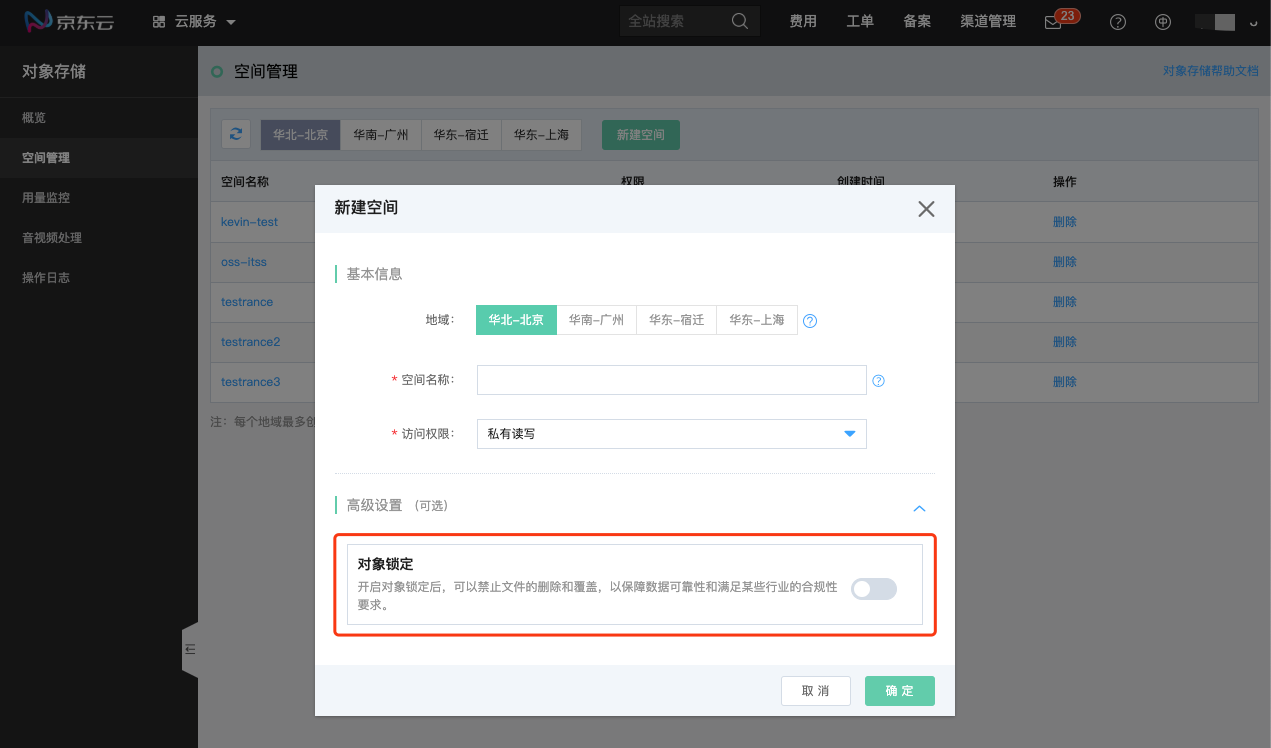 京东云
云服务
全站搜索
费用
工单
备案
渠道管理
23
对象存储
概览
空间管理
用量监控
音视频处理
操作日志
空间管理
对象存储帮助文档
华北-北京
华南-广州
华东-宿迁
华东-上海
新建空间
空间名称
权限
创建时间
操作
kevin-test
删除
oss-itss
删除
testrance
删除
testrance2
删除
testrance3
删除
注：每个地域最多创
新建空间
基本信息
地域：
华北-北京
华南-广州
华东-宿迁
华东-上海
* 空间名称：
* 访问权限：
私有读写
高级设置 （可选）
对象锁定
开启对象锁定后，可以禁止文件的删除和覆盖，以保障数据可靠性和满足某些行业的合规性
要求。
取 消
确 定